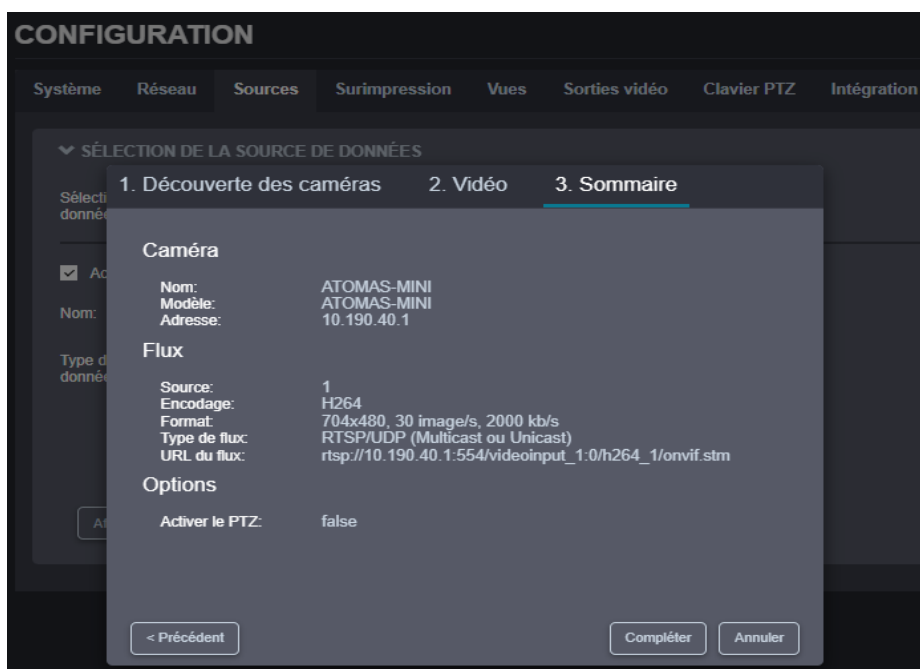 CONFIGURATION
Système Réseau Sources Surimpression Vues Sorties vidéo Clavier PTZ Intégration
SÉLECTION DE LA SOURCE DE DONNÉES
1. Découverte des caméras 2. Vidéo 3. Sommaire
Caméra
Nom: ATOMAS-MINI
Modèle: ATOMAS-MINI
Nom:
Adresse: 10.190.40.1
Flux
Type d
Source: 1
Encodage: H264
Format: 704x480, 30 image/s, 2000 kb/s
Type de flux: RTSP/UDP (Multicast ou Unicast)
URL du flux: rtsp://10.190.40.1:554/videoinput_1:0/h264_1/onvif.stm
Options
Activer le PTZ: false
< Précédent Compléter Annuler